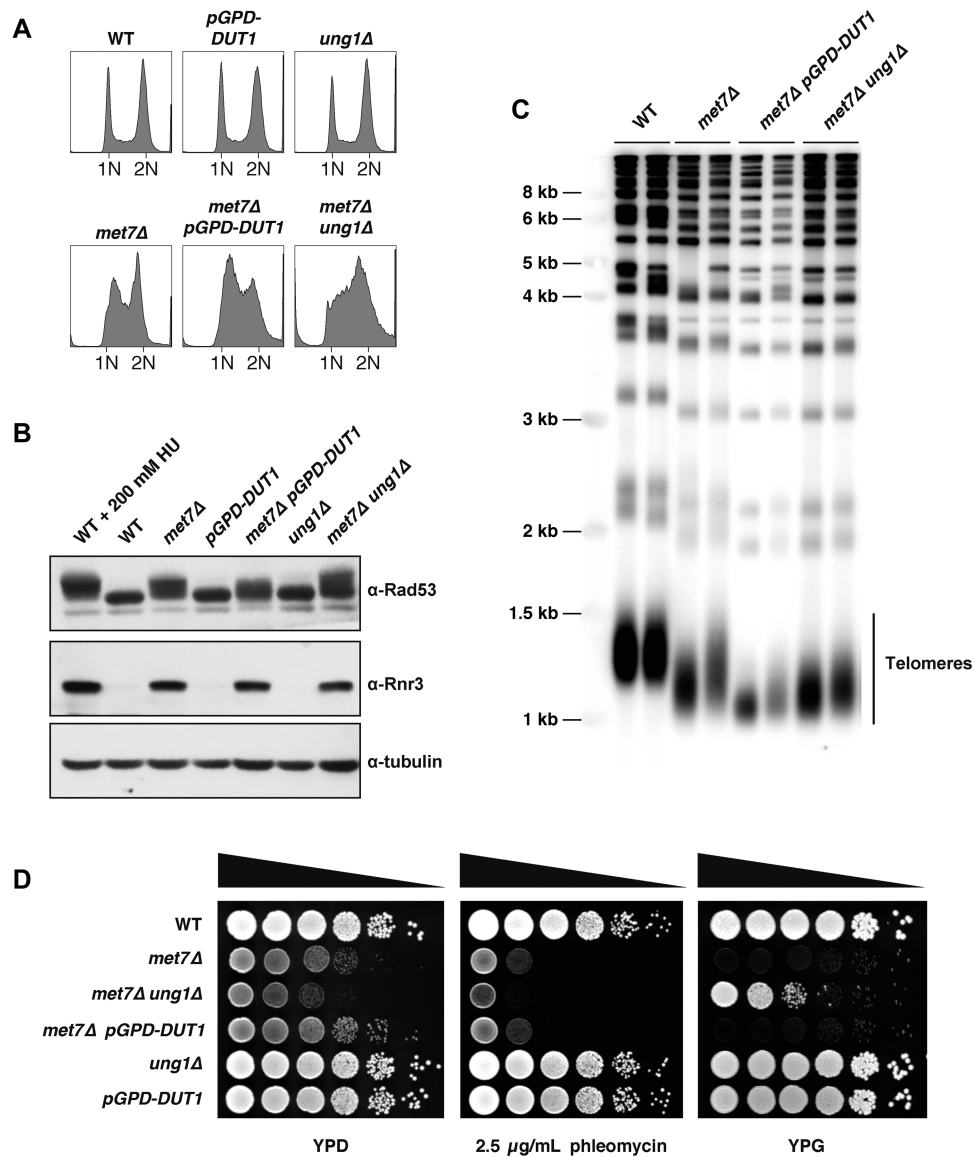 A
WT
pGPD-
DUT1
ung1Δ
1N 2N
1N 2N
1N 2N
met7Δ
met7Δ
pGPD-DUT1
met7Δ
ung1Δ
1N 2N
1N 2N
1N 2N
B
WT + 200 mM HU
WT
met7Δ
pGPD-DUT1
met7Δ pGPD-DUT1
ung1Δ
met7Δ ung1Δ
α-Rad53
α-Rnr3
α-tubulin
C
WT
met7Δ
met7Δ pGPD-DUT1
met7Δ ung1Δ
8 kb
6 kb
5 kb
4 kb
3 kb
2 kb
1.5 kb
1 kb
Telomeres
D
WT
met7Δ
met7Δ ung1Δ
met7Δ pGPD-DUT1
ung1Δ
pGPD-DUT1
YPD
2.5 µg/mL phleomycin
YPG